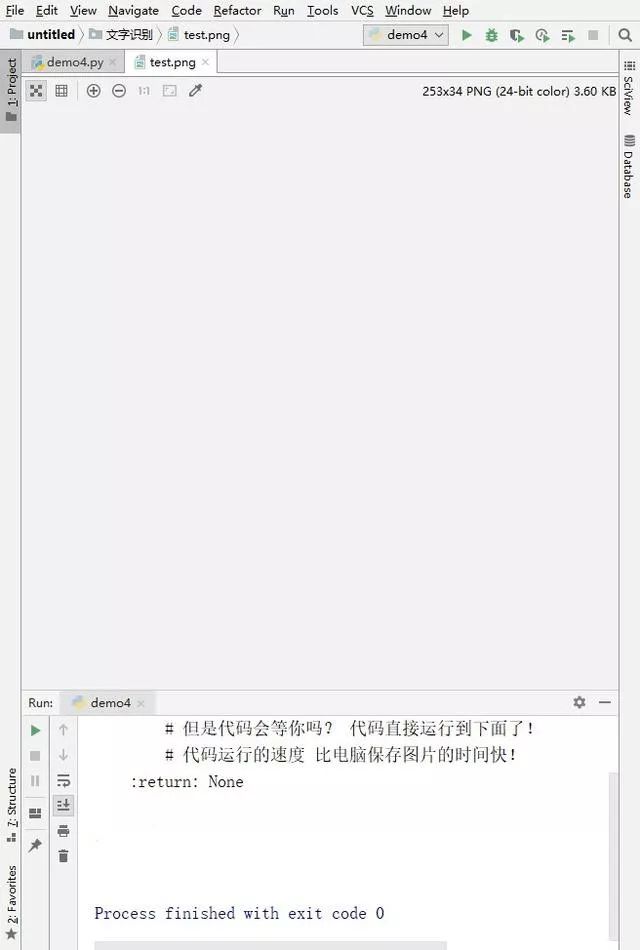 File Edit View Navigate Code Refactor Run Tools VCS Window Help
untitled 文字识别 test.png demo4
demo4.py test.png
253x34 PNG (24-bit color) 3.60 KB
1:1
1: Project
SciView
Database
Run: demo4
# 但是代码会等你吗? 代码直接运行到下面了!
# 代码运行的速度 比电脑保存图片的时间快!
:return: None
Process finished with exit code 0
7: Structure
2: Favorites